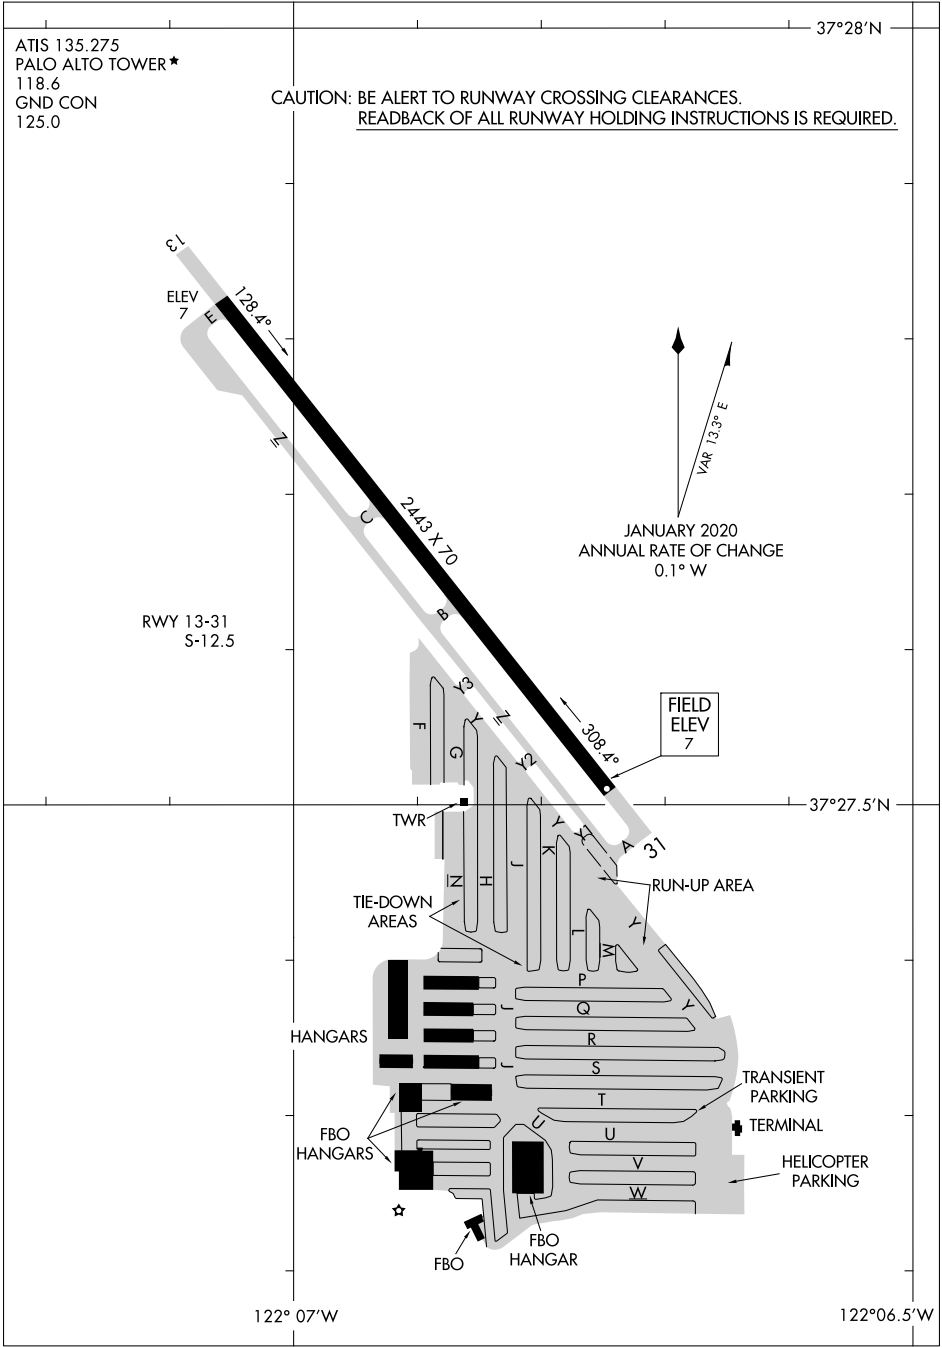 37°28'N
ATIS 135.275
PALO ALTO TOWER★
118.6
GND CON
125.0
CAUTION: BE ALERT TO RUNWAY CROSSING CLEARANCES.
READBACK OF ALL RUNWAY HOLDING INSTRUCTIONS IS REQUIRED.
13
ELEV
7
E
128.4°
Z
VAR 13.3° E
C
2443 X 70
JANUARY 2020
ANNUAL RATE OF CHANGE
0.1° W
B
RWY 13-31
S-12.5
Y3
F
Y
Z
G
Y2
308.4°
FIELD
ELEV
7
37°27.5'N
TWR
Y
Y1
K
J
A
31
N
H
RUN-UP AREA
TIE-DOWN
AREAS
L
M
Y
P
Y
J
Q
HANGARS
R
J
S
T
TRANSIENT
PARKING
U
U
TERMINAL
FBO
HANGARS
V
HELICOPTER
PARKING
W
FBO
HANGAR
FBO
122° 07'W
122°06.5'W